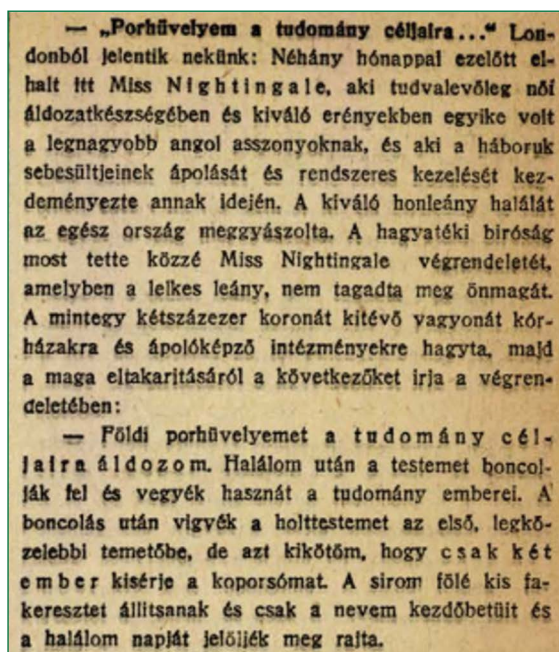 — „Porhüvelyem a tudomány céljaira...“ Lon-
donból jelentik nekünk: Néhány hónappal ezelőtt el-
halt itt Miss Nightingale, aki tudvalevőleg női
áldozatkészségében és kiváló erényekben egyike volt
a legnagyobb angol asszonyoknak, és aki a háboruk
sebesültjeinek ápolását és rendszeres kezelését kez-
deményezte annak idején. A kiváló honleány halálát
az egész ország meggyászolta. A hagyatéki biróság
most tette közzé Miss Nightingale végrendeletét,
amelyben a lelkes leány, nem tagadta meg önmagát.
A mintegy kétszázezer koronát kitévő vagyonát kór-
házakra és ápolóképző intézményekre hagyta, majd
a maga eltakaritásáról a következőket irja a végren-
deletében:
— Földi porhüvelyemet a tudomány cél-
jaira áldozom. Halálom után a testemet boncol-
ják fel és vegyék hasznát a tudomány emberei. A
boncolás után vigyék a holttestemet az első, legkö-
zelebbi temetőbe, de azt kikötöm, hogy csak két
ember kisérje a koporsómat. A sirom fölé kis fa-
keresztet állitsanak és csak a nevem kezdőbetüit és
a halálom napját jelöljék meg rajta.